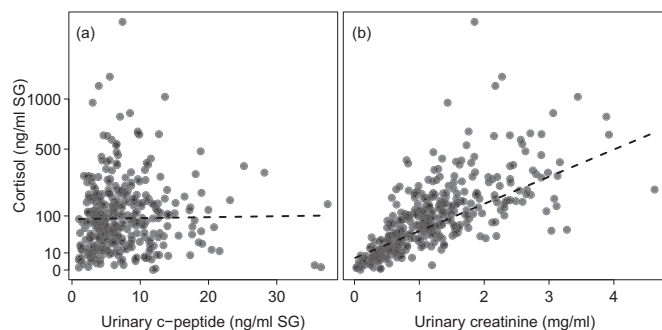 (a)
(b)
Cortisol (ng/ml SG)
1000
500
100
10
0
0 10 20 30
0 1 2 3 4
Urinary c−peptide (ng/ml SG)
Urinary creatinine (mg/ml)